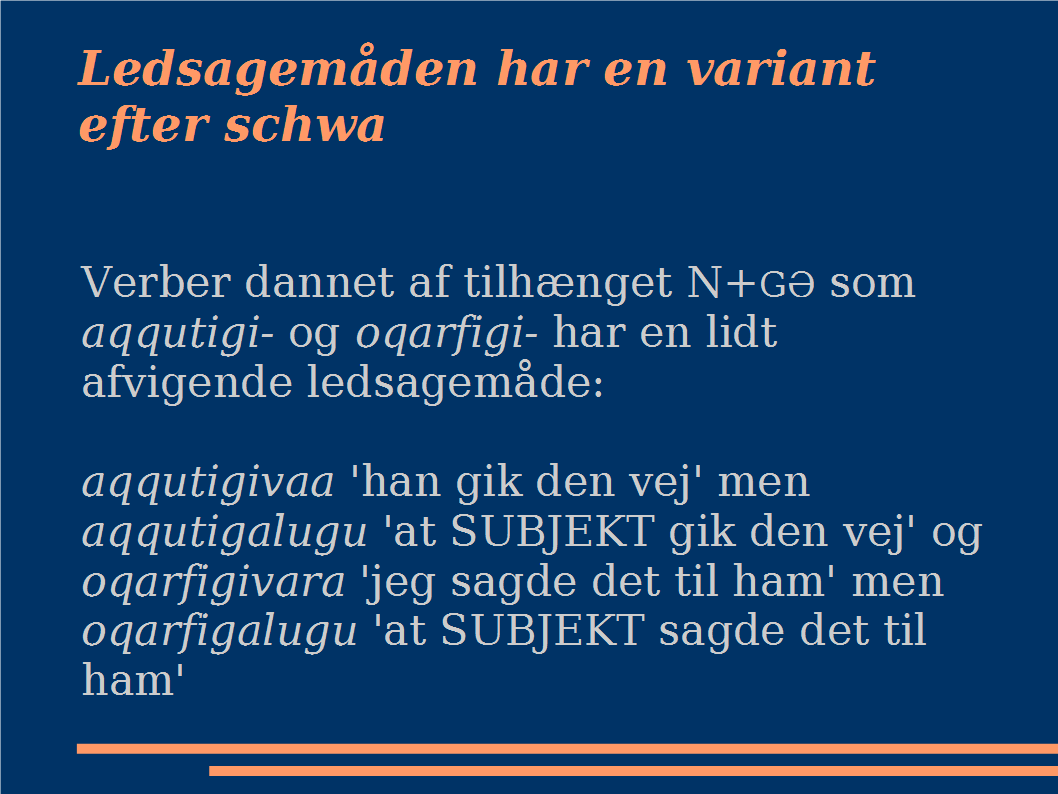 Ledsagemåden har en variant
efter schwa
Verber dannet af tilhænget N+GƏ som
aqqutigi- og oqarfigi- har en lidt
afvigende ledsagemåde:
aqqutigivaa 'han gik den vej' men
aqqutigalugu 'at SUBJEKT gik den vej' og
oqarfigivara 'jeg sagde det til ham' men
oqarfigalugu 'at SUBJEKT sagde det til
ham'